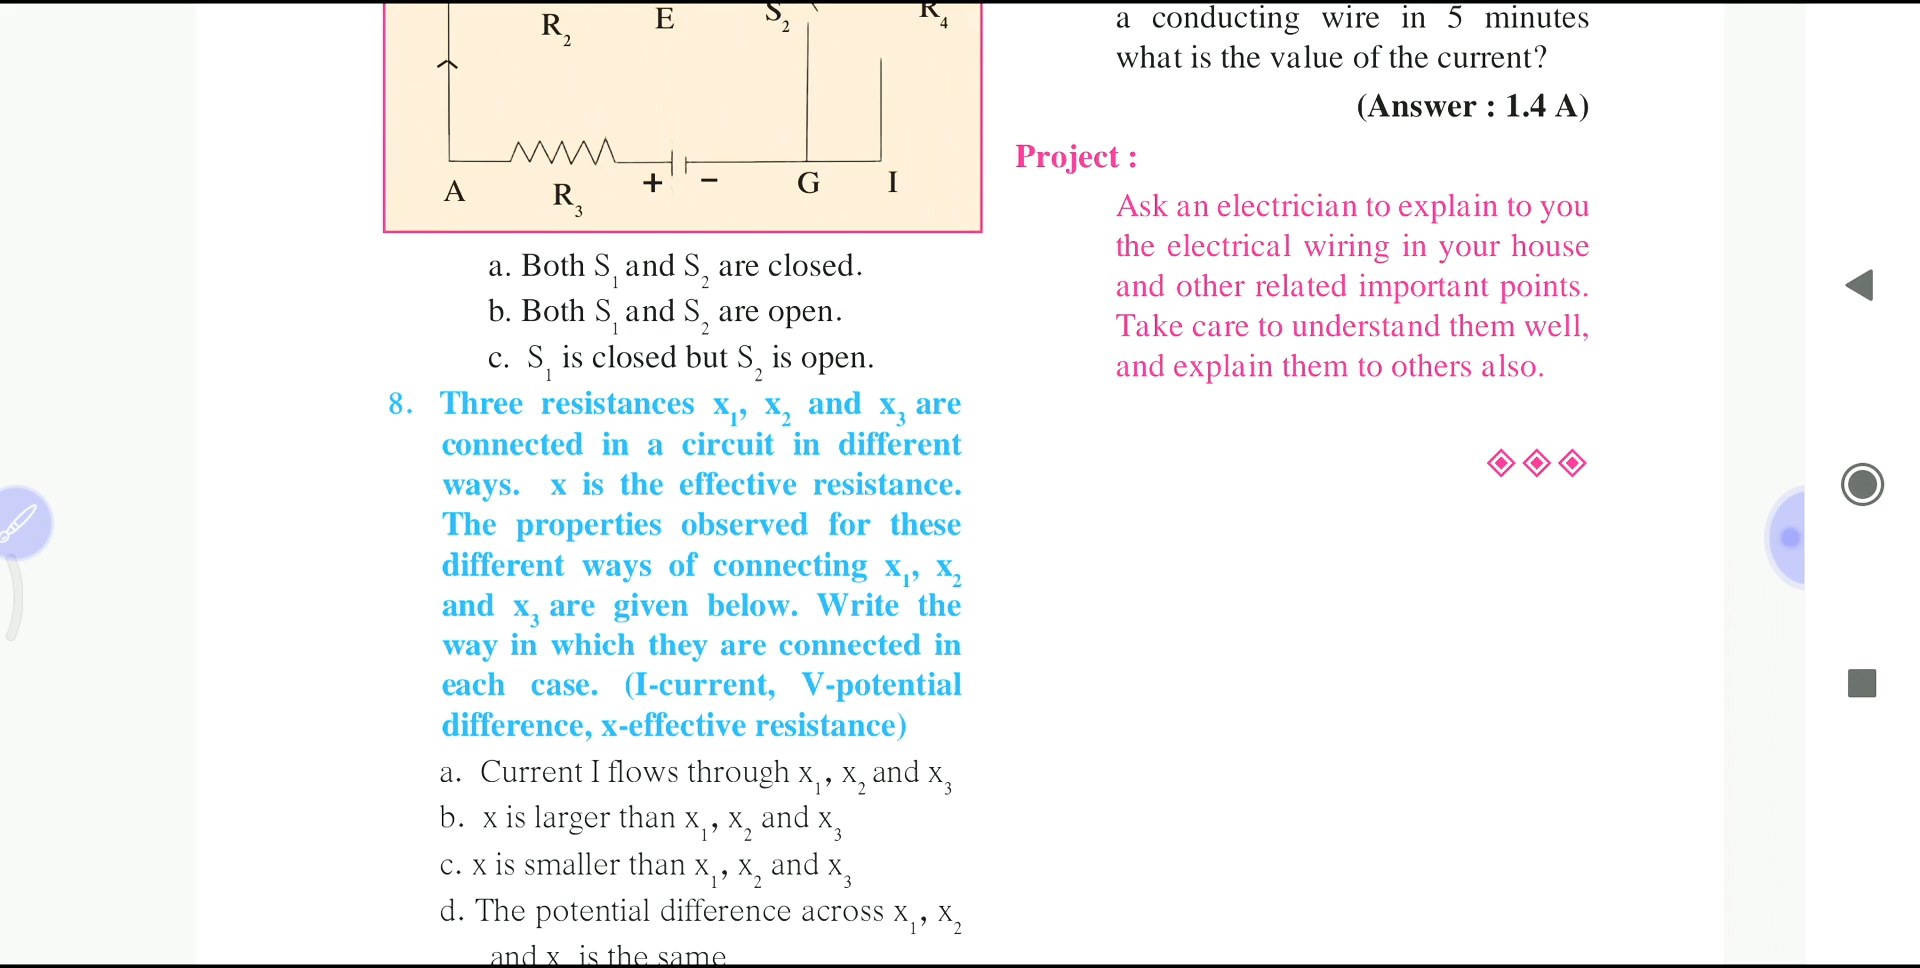 R₂ E S₂ R₄
A R₃ + − G I
a. Both S₁ and S₂ are closed.
b. Both S₁ and S₂ are open.
c. S₁ is closed but S₂ is open.
8. Three resistances x₁, x₂ and x₃ are
connected in a circuit in different
ways. x is the effective resistance.
The properties observed for these
different ways of connecting x₁, x₂
and x₃ are given below. Write the
way in which they are connected in
each case. (I-current, V-potential
difference, x-effective resistance)
a. Current I flows through x₁, x₂ and x₃
b. x is larger than x₁, x₂ and x₃
c. x is smaller than x₁, x₂ and x₃
d. The potential difference across x₁, x₂
and x is the same
a conducting wire in 5 minutes
what is the value of the current?
(Answer : 1.4 A)
Project :
Ask an electrician to explain to you
the electrical wiring in your house
and other related important points.
Take care to understand them well,
and explain them to others also.